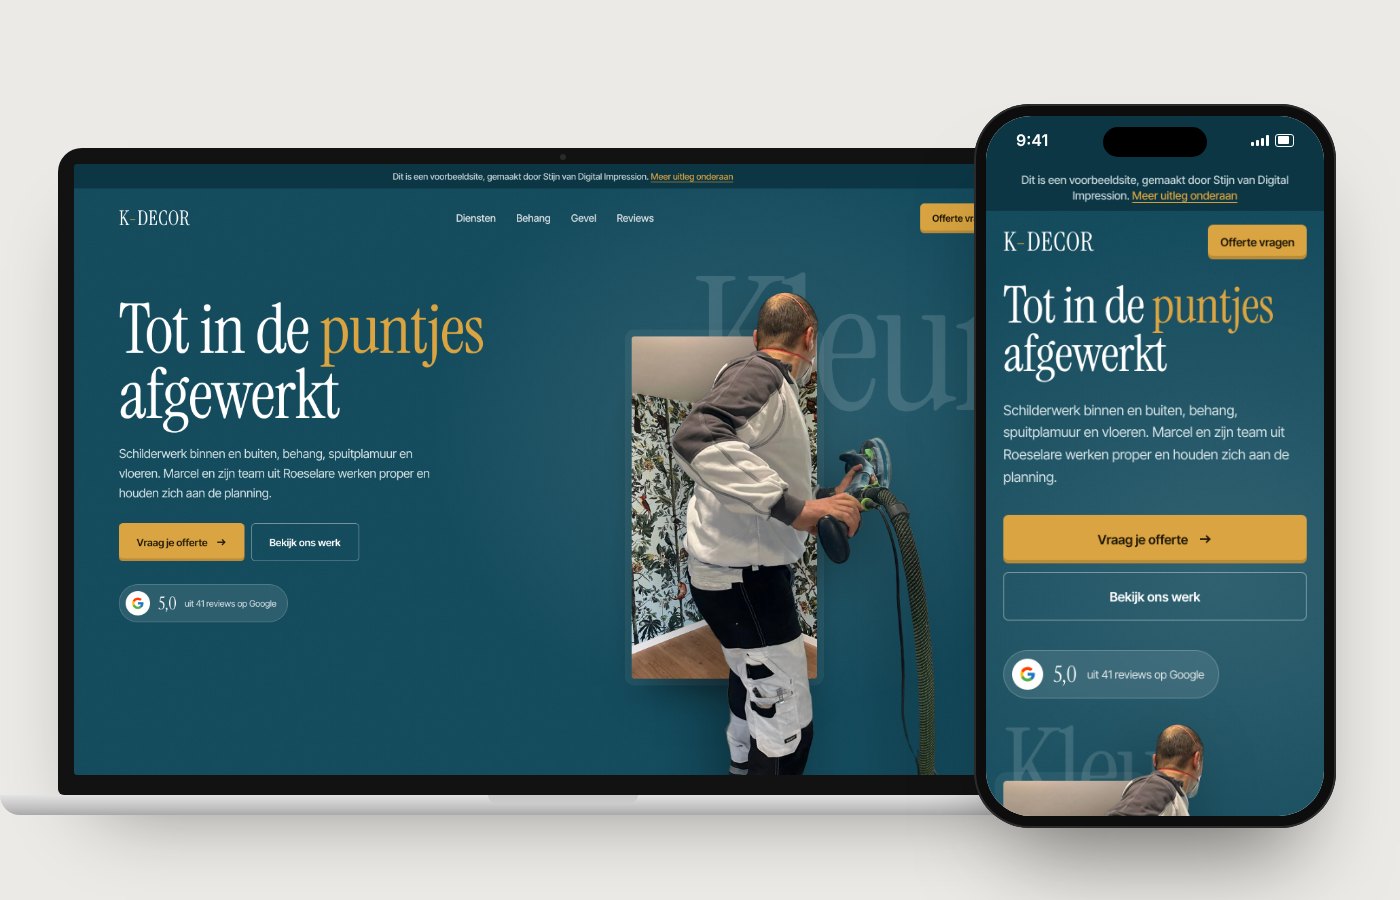 Dit is een voorbeeldsite, gemaakt door Stijn van Digital Impression. Meer uitleg onderaan
K-DECOR
Diensten Behang Gevel Reviews
Offerte
Kleur
Tot in de puntjes
afgewerkt
Schilderwerk binnen en buiten, behang, spuitplamuur en
vloeren. Marcel en zijn team uit Roeselare werken proper en
houden zich aan de planning.
Vraag je offerte →
Bekijk ons werk
G 5,0 uit 41 reviews op Google
9:41
Dit is een voorbeeldsite, gemaakt door Stijn van Digital
Impression. Meer uitleg onderaan
K-DECOR
Offerte vragen
Tot in de puntjes
afgewerkt
Schilderwerk binnen en buiten, behang,
spuitplamuur en vloeren. Marcel en zijn team uit
Roeselare werken proper en houden zich aan de
planning.
Vraag je offerte →
Bekijk ons werk
G 5,0 uit 41 reviews op Google
Kleu